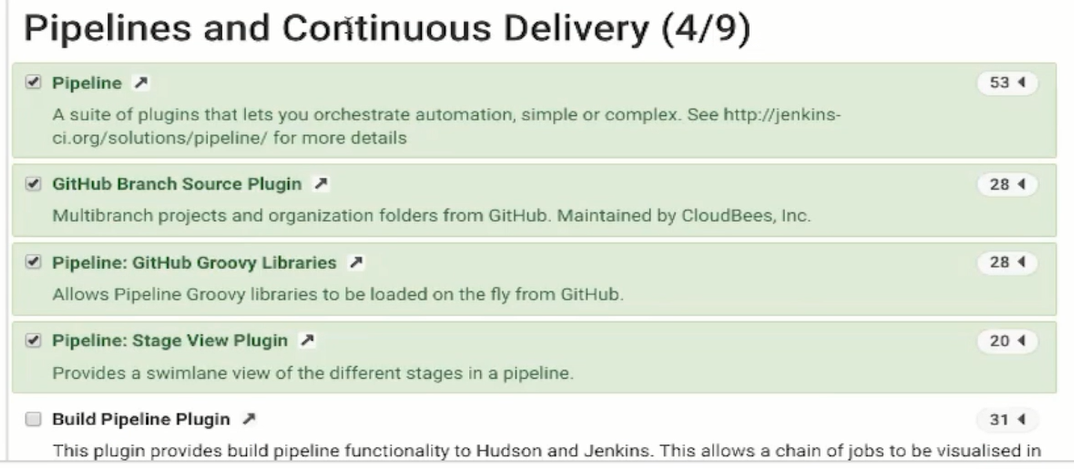 Pipelines and Continuous Delivery (4/9)
Pipeline 53
A suite of plugins that lets you orchestrate automation, simple or complex. See http://jenkins-
ci.org/solutions/pipeline/ for more details
GitHub Branch Source Plugin 28
Multibranch projects and organization folders from GitHub. Maintained by CloudBees, Inc.
Pipeline: GitHub Groovy Libraries 28
Allows Pipeline Groovy libraries to be loaded on the fly from GitHub.
Pipeline: Stage View Plugin 20
Provides a swimlane view of the different stages in a pipeline.
Build Pipeline Plugin 31
This plugin provides build pipeline functionality to Hudson and Jenkins. This allows a chain of jobs to be visualised in